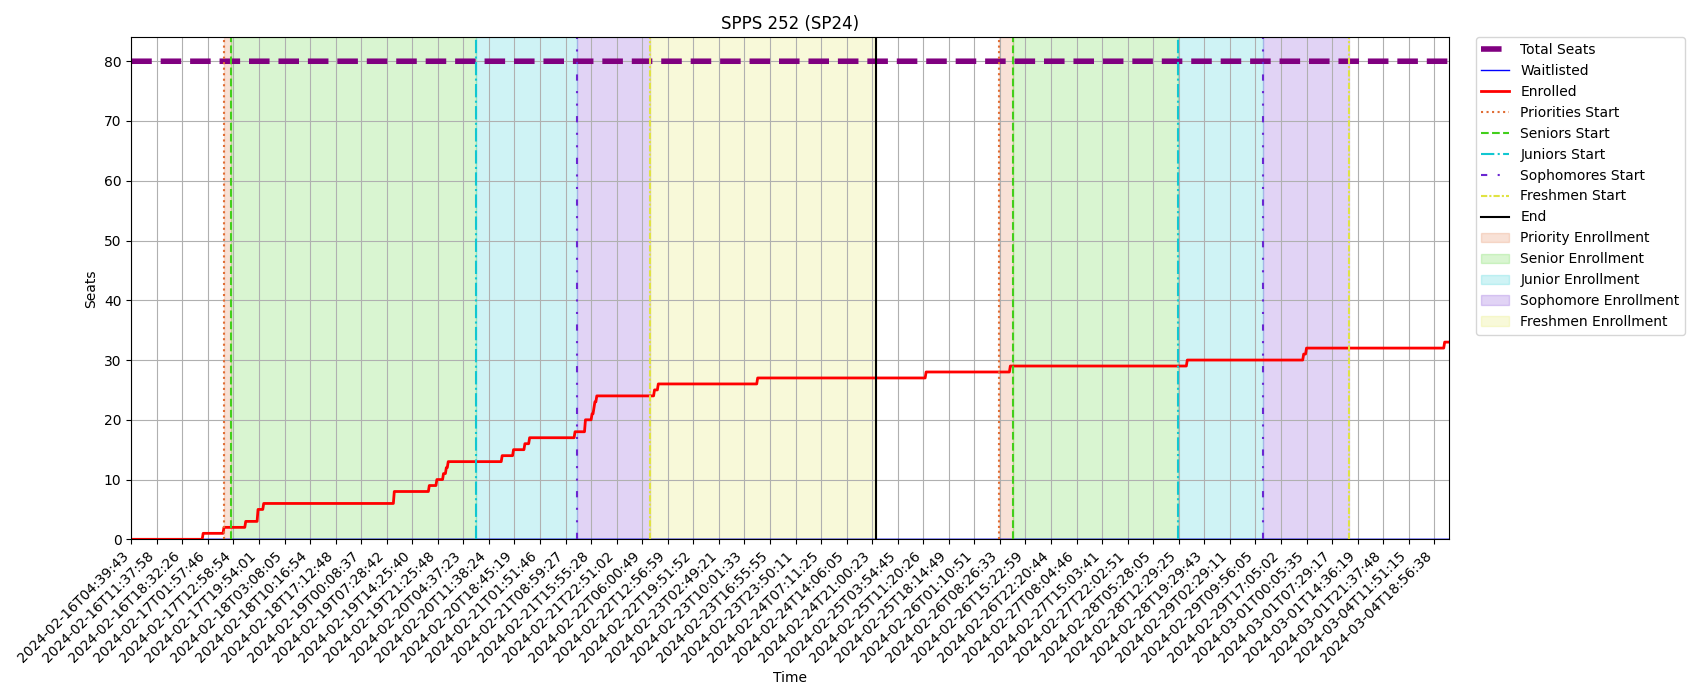 SPPS 252 (SP24)
Seats
80
70
60
50
40
30
20
10
0
2024-02-16T04:39:43
2024-02-16T11:37:58
2024-02-16T18:32:26
2024-02-17T01:57:46
2024-02-17T12:58:54
2024-02-17T19:54:01
2024-02-18T03:08:05
2024-02-18T10:16:54
2024-02-18T17:12:48
2024-02-19T00:08:37
2024-02-19T07:28:42
2024-02-19T14:25:40
2024-02-19T21:25:48
2024-02-20T04:37:23
2024-02-20T11:38:24
2024-02-20T18:45:19
2024-02-21T01:51:46
2024-02-21T08:59:27
2024-02-21T15:55:28
2024-02-21T22:51:02
2024-02-22T06:00:49
2024-02-22T12:56:59
2024-02-22T19:51:52
2024-02-23T02:49:21
2024-02-23T10:01:33
2024-02-23T16:55:55
2024-02-23T23:50:11
2024-02-24T07:11:25
2024-02-24T14:06:05
2024-02-24T21:00:23
2024-02-25T03:54:45
2024-02-25T11:20:26
2024-02-25T18:14:49
2024-02-26T01:10:51
2024-02-26T08:26:33
2024-02-26T15:22:59
2024-02-26T22:20:44
2024-02-27T08:04:46
2024-02-27T15:03:41
2024-02-27T22:02:51
2024-02-28T05:28:05
2024-02-28T12:29:25
2024-02-28T19:29:43
2024-02-29T02:29:11
2024-02-29T09:56:05
2024-02-29T17:05:02
2024-03-01T00:05:35
2024-03-01T07:29:17
2024-03-01T14:36:19
2024-03-01T21:37:48
2024-03-04T11:51:15
2024-03-04T18:56:38
Time
Total Seats
Waitlisted
Enrolled
Priorities Start
Seniors Start
Juniors Start
Sophomores Start
Freshmen Start
End
Priority Enrollment
Senior Enrollment
Junior Enrollment
Sophomore Enrollment
Freshmen Enrollment